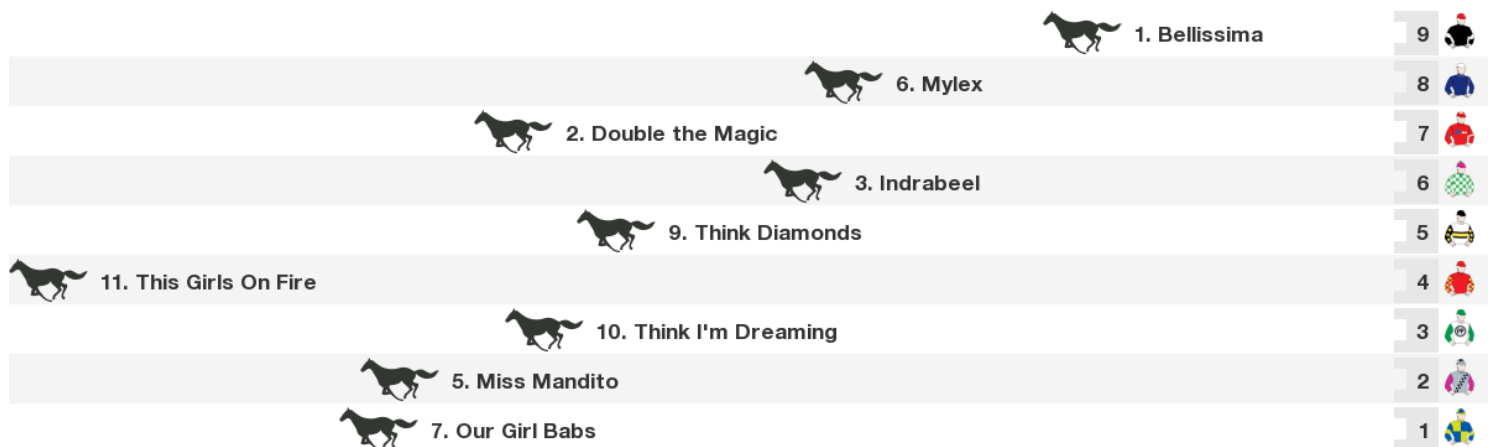 1. Bellissima 9
6. Mylex 8
2. Double the Magic 7
3. Indrabeel 6
9. Think Diamonds 5
11. This Girls On Fire 4
10. Think I'm Dreaming 3
5. Miss Mandito 2
7. Our Girl Babs 1